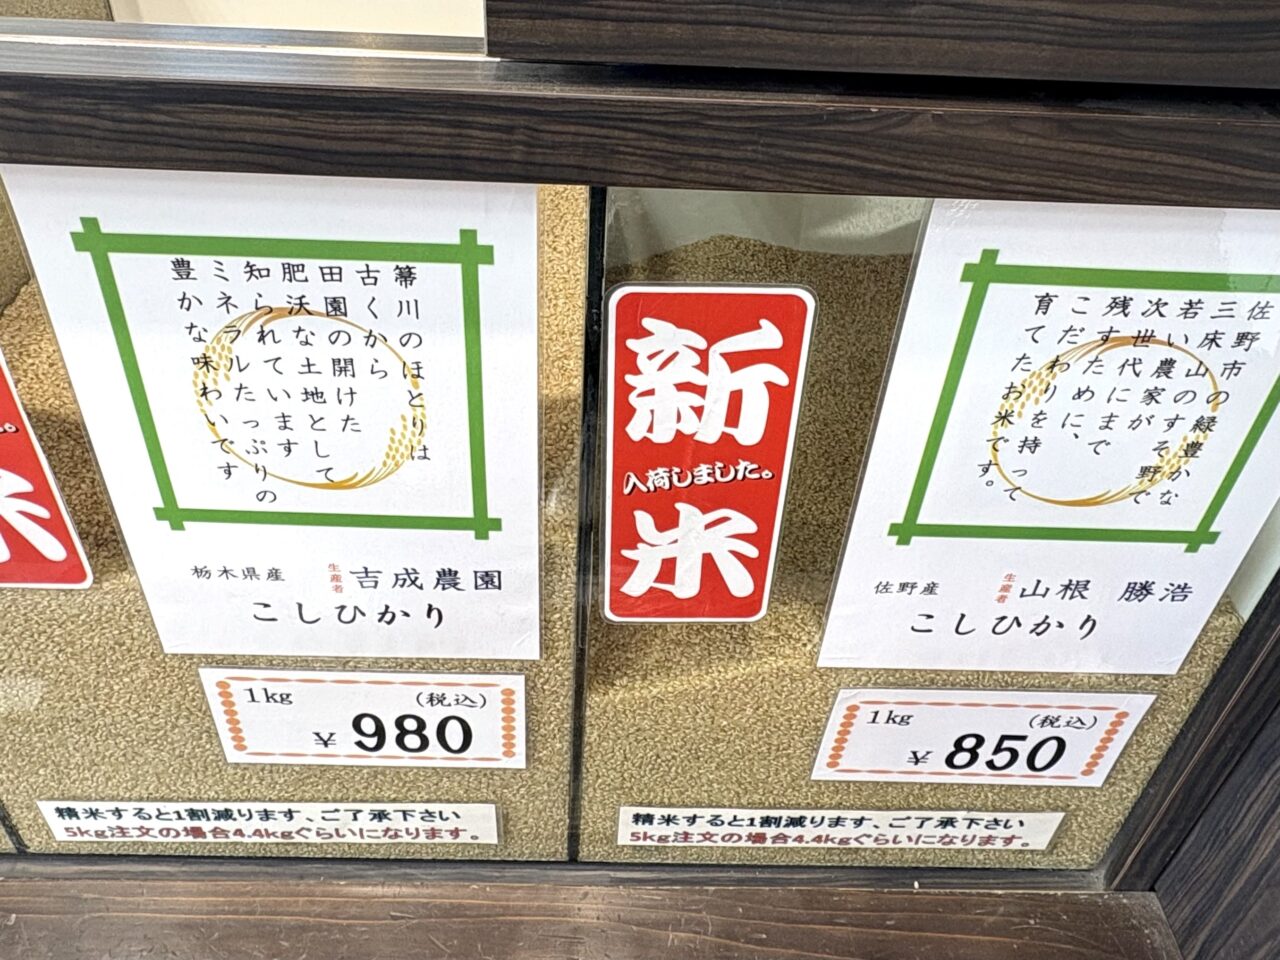 箒川のほとりは
古くから
田園の開けた
肥沃な土地として
知られています
ミネラルたっぷりの
豊かな味わいです
栃木県産 生産者 吉成農園
こしひかり
1kg (税込)
¥ 980
精米すると1割減ります、ご了承下さい
5kg注文の場合4.4kgぐらいになります。
新
入荷しました。
米
佐野市の緑豊かな
三床山のすそ野で
若い農家が
次世代まで
残すために、
こだわりを持って
育てたお米です。
佐野産 生産者 山根 勝浩
こしひかり
1kg (税込)
¥ 850
精米すると1割減ります、ご了承下さい
5kg注文の場合4.4kgぐらいになります。